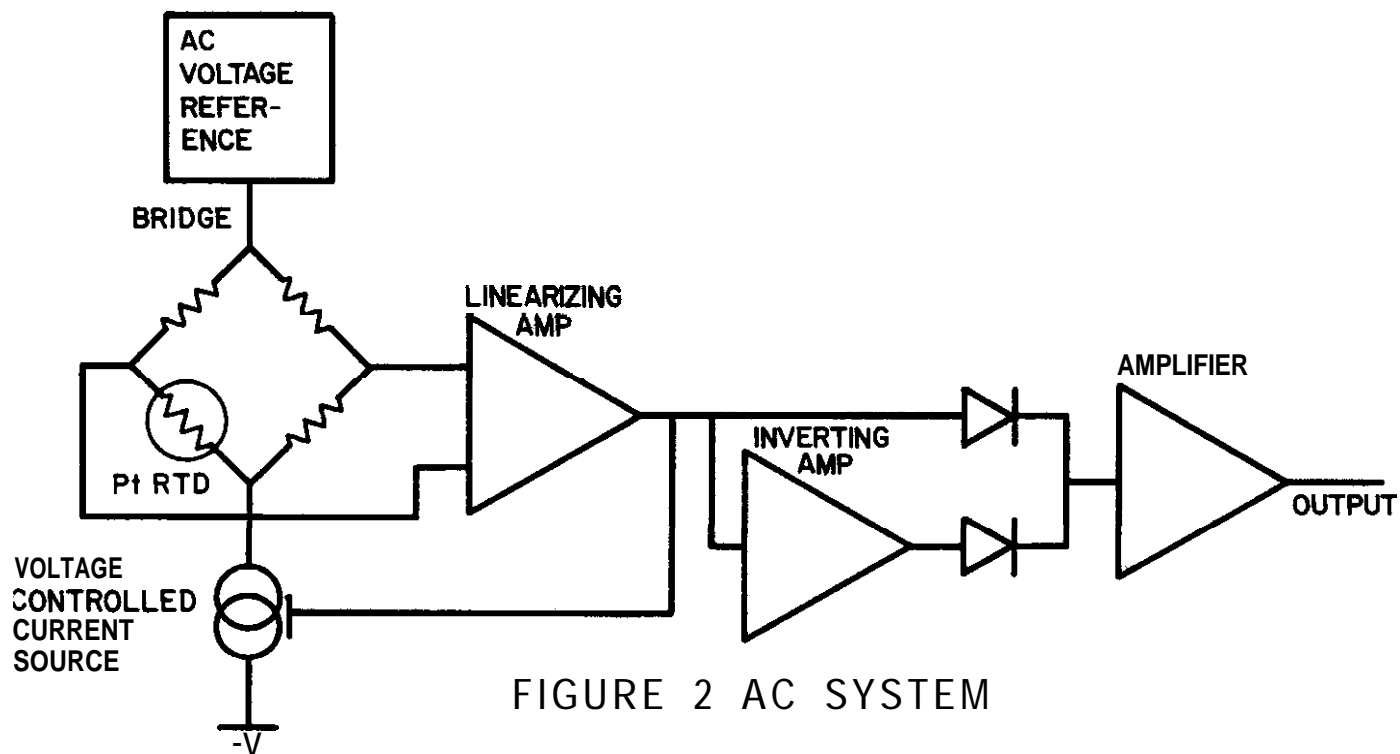 AC
VOLTAGE
REFER-
ENCE
BRIDGE
LINEARIZING
AMP
AMPLIFIER
INVERTING
AMP
Pt RTD
OUTPUT
VOLTAGE
CONTROLLED
CURRENT
SOURCE
-V
FIGURE 2 AC SYSTEM